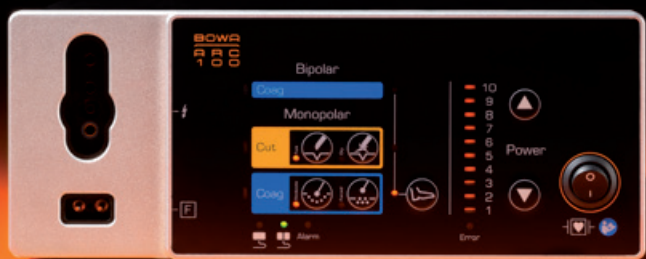 BOWA
ARC
100
Bipolar
Coag
Monopolar
Cut
Coag
10
9
8
7
6
5
4
3
2
1
Power
O
I
F
Alarm
Error